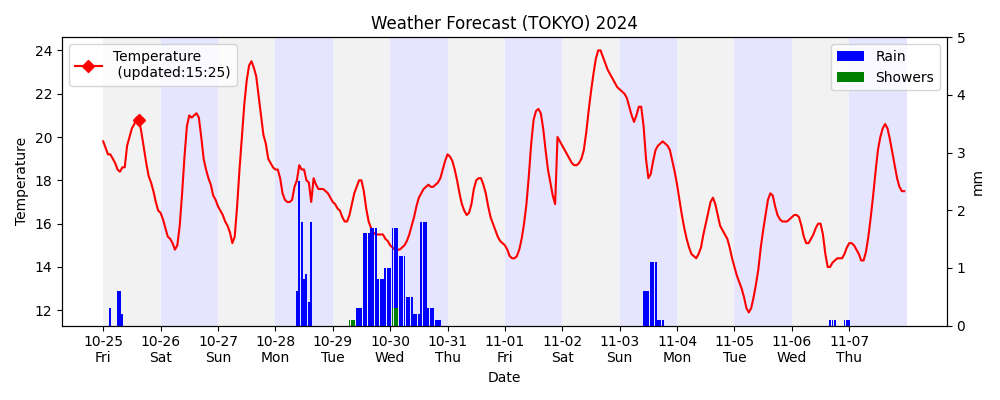 Weather Forecast (TOKYO) 2024
Temperature
(updated:15:25)
Rain
Showers
Temperature
24
22
20
18
16
14
12
5
4
3
2
1
0
mm
10-25 10-26 10-27 10-28 10-29 10-30 10-31 11-01 11-02 11-03 11-04 11-05 11-06 11-07
Fri Sat Sun Mon Tue Wed Thu Fri Sat Sun Mon Tue Wed Thu
Date